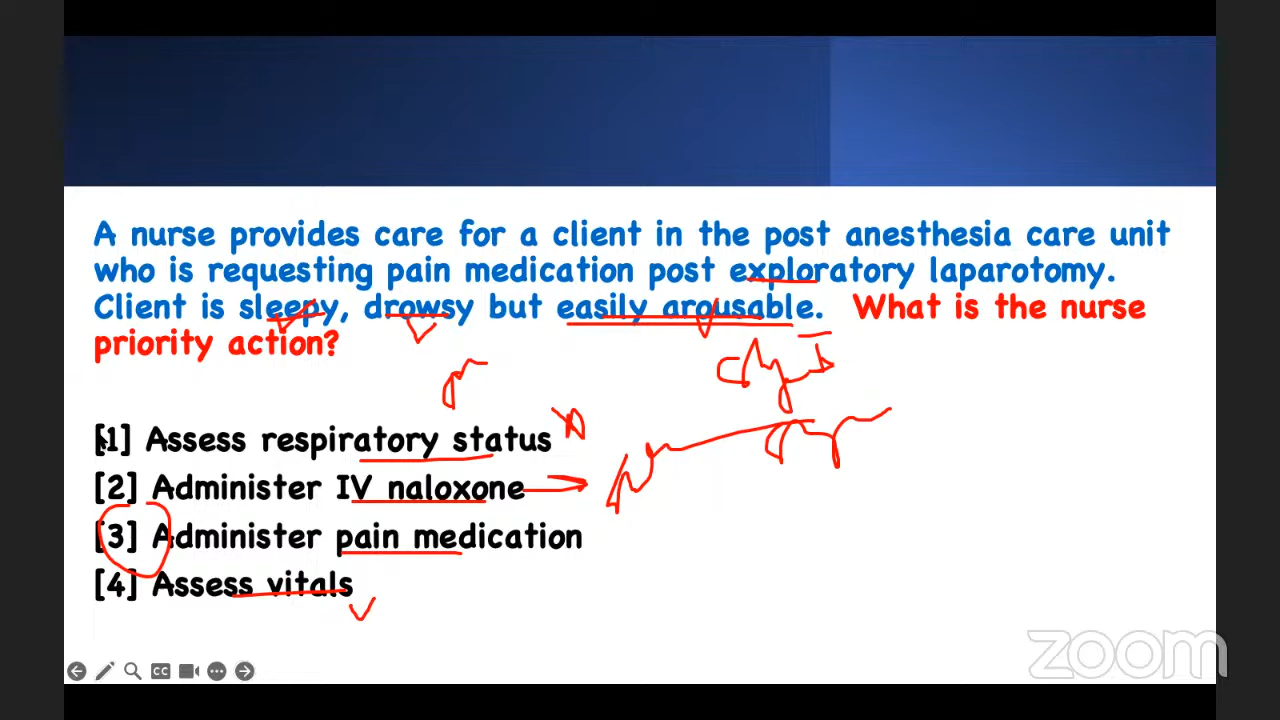 A nurse provides care for a client in the post anesthesia care unit
who is requesting pain medication post exploratory laparotomy.
Client is sleepy, drowsy but easily arousable. What is the nurse
priority action?
[1] Assess respiratory status
[2] Administer IV naloxone
[3] Administer pain medication
[4] Assess vitals
CC
zoom